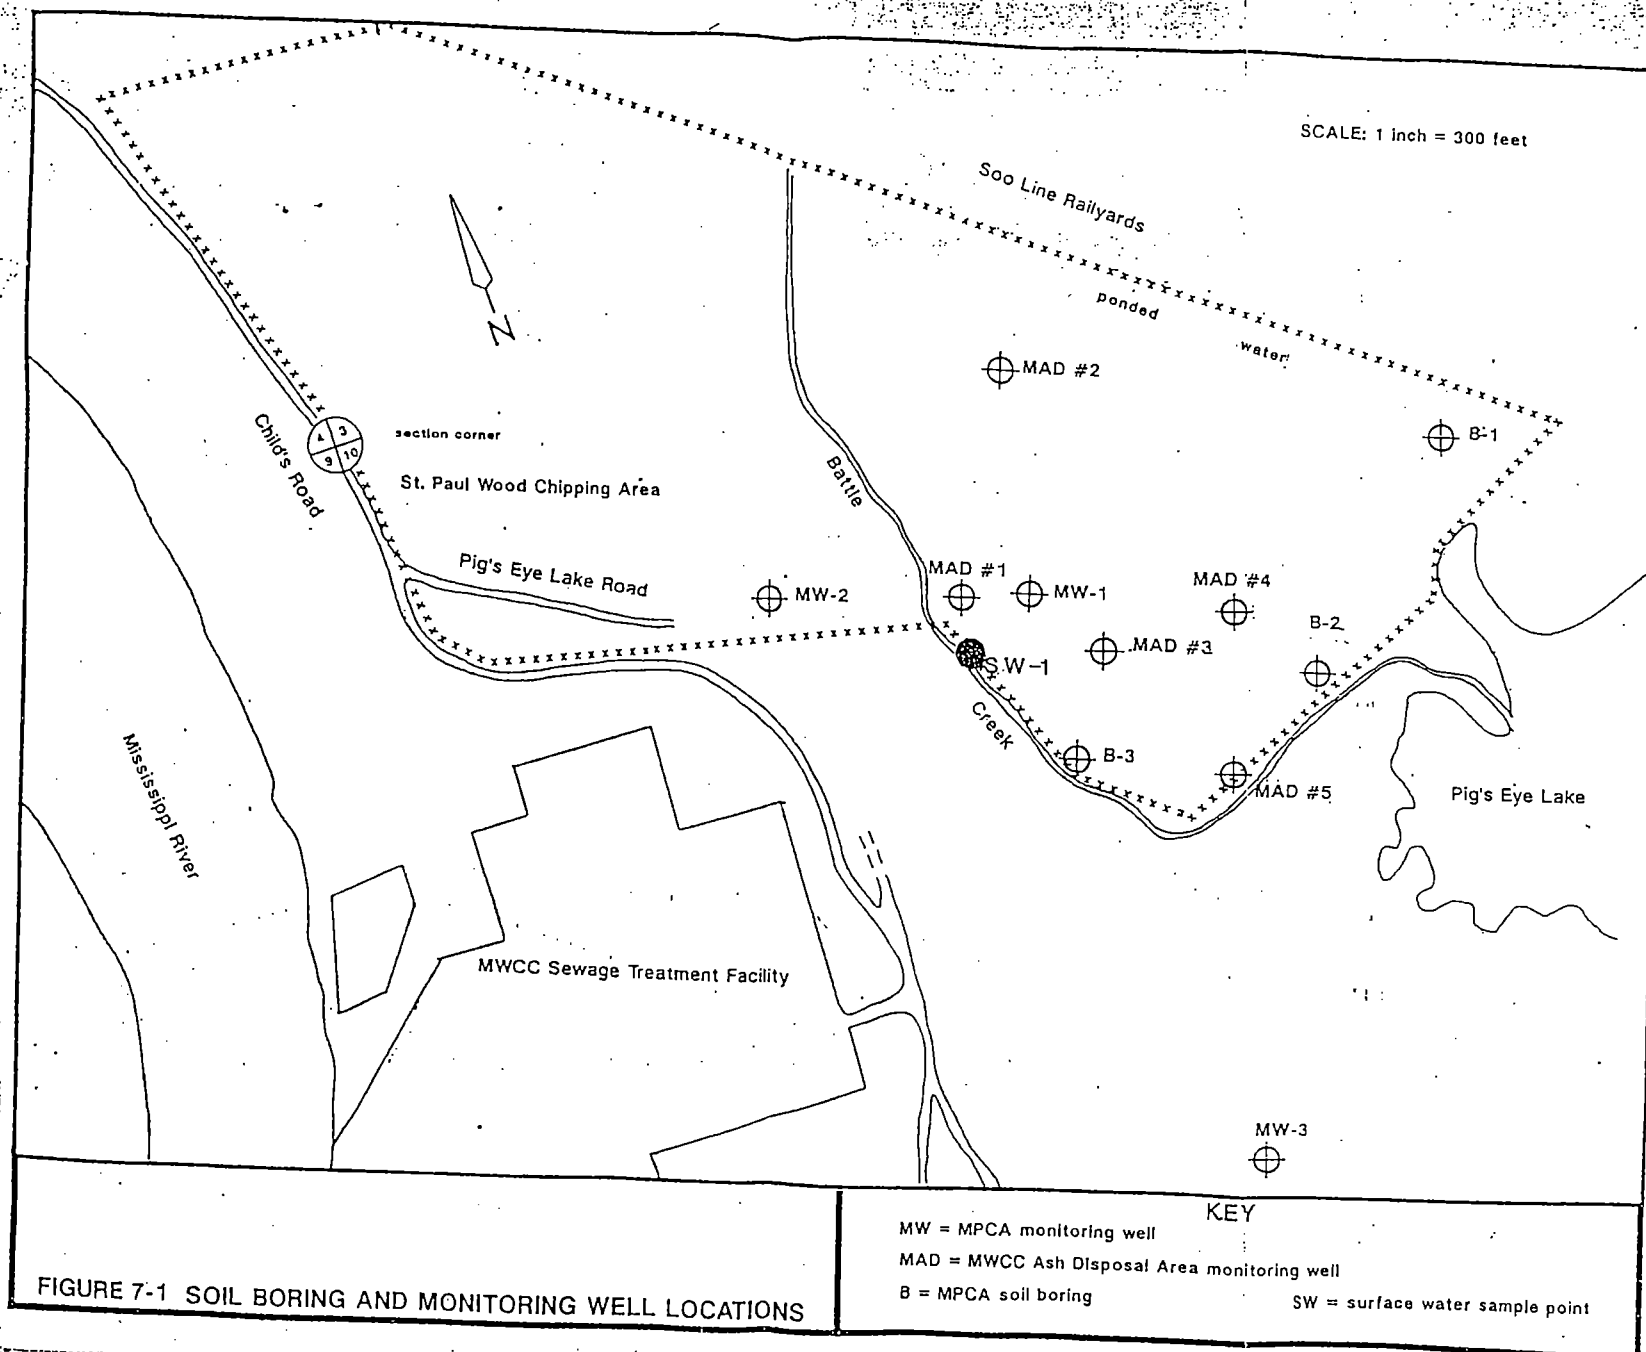 SCALE: 1 inch = 300 feet
Soo Line Railyards
ponded
water
N
MAD #2
B-1
4 3
9 10
section corner
Child's Road
St. Paul Wood Chipping Area
Battle
Pig's Eye Lake Road
MW-2
MAD #1
MW-1
MAD #4
B-2
MAD #3
SW-1
Creek
B-3
MAD #5
Pig's Eye Lake
Mississippi River
MWCC Sewage Treatment Facility
MW-3
KEY
MW = MPCA monitoring well
MAD = MWCC Ash Disposal Area monitoring well
B = MPCA soil boring
SW = surface water sample point
FIGURE 7-1 SOIL BORING AND MONITORING WELL LOCATIONS